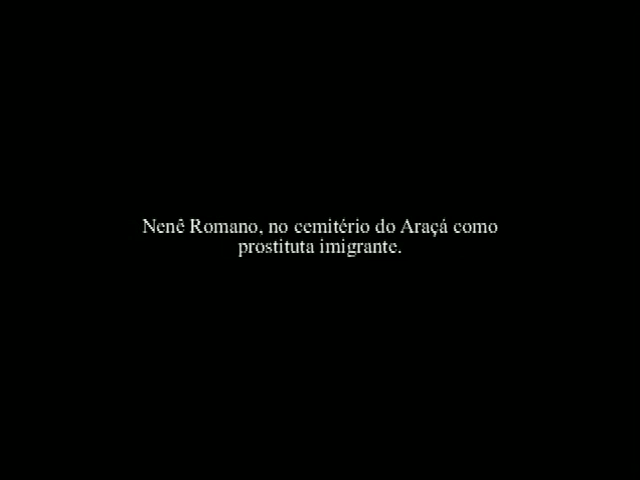 Nenê Romano, no cemitério do Araçá como
prostituta imigrante.